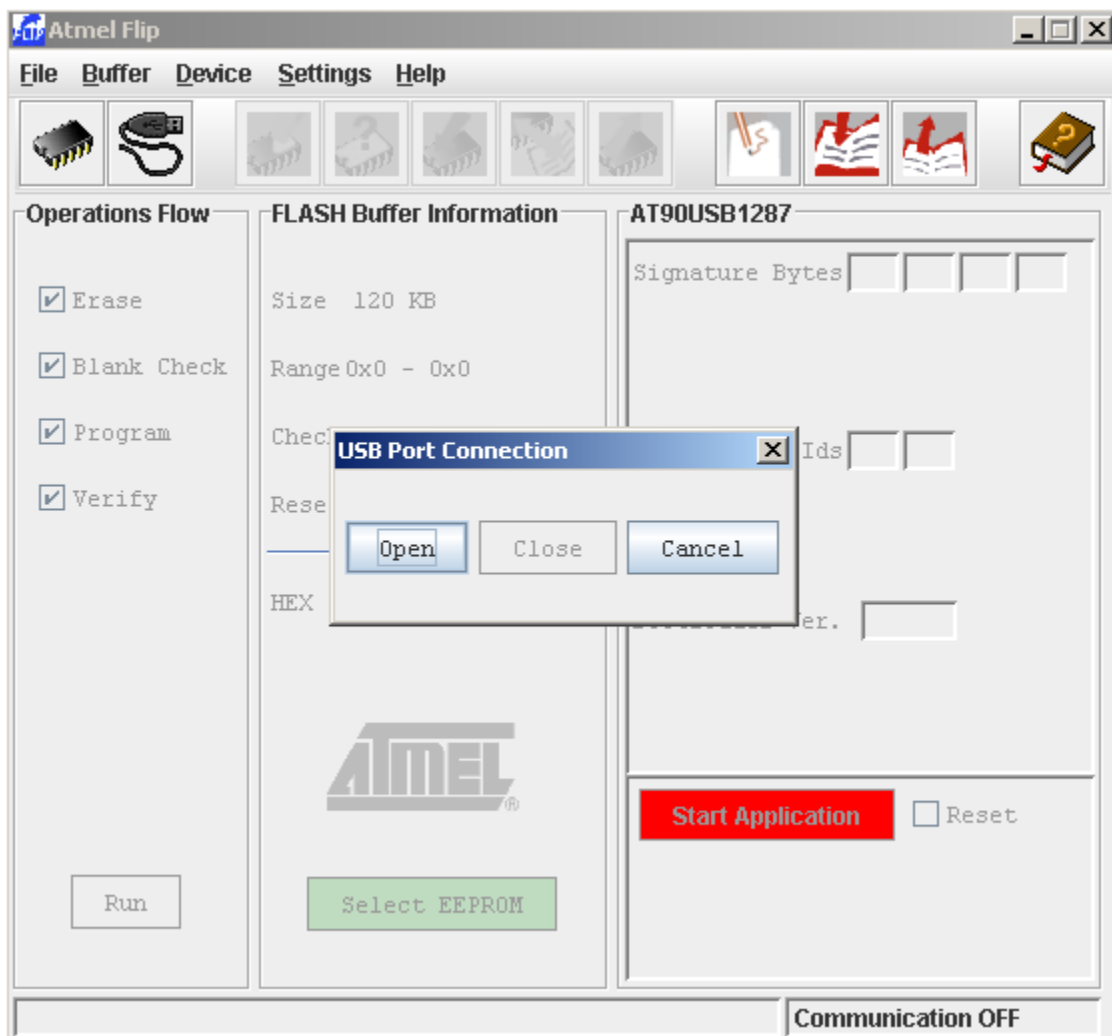 Atmel Flip
File Buffer Device Settings Help
Operations Flow
Erase
Blank Check
Program
Verify
Run
FLASH Buffer Information
Size 120 KB
Range 0x0 - 0x0
HEX
ATMEL®
Select EEPROM
AT90USB1287
Signature Bytes
Ids
Ver.
Start Application
Reset
USB Port Connection
Open
Close
Cancel
Communication OFF